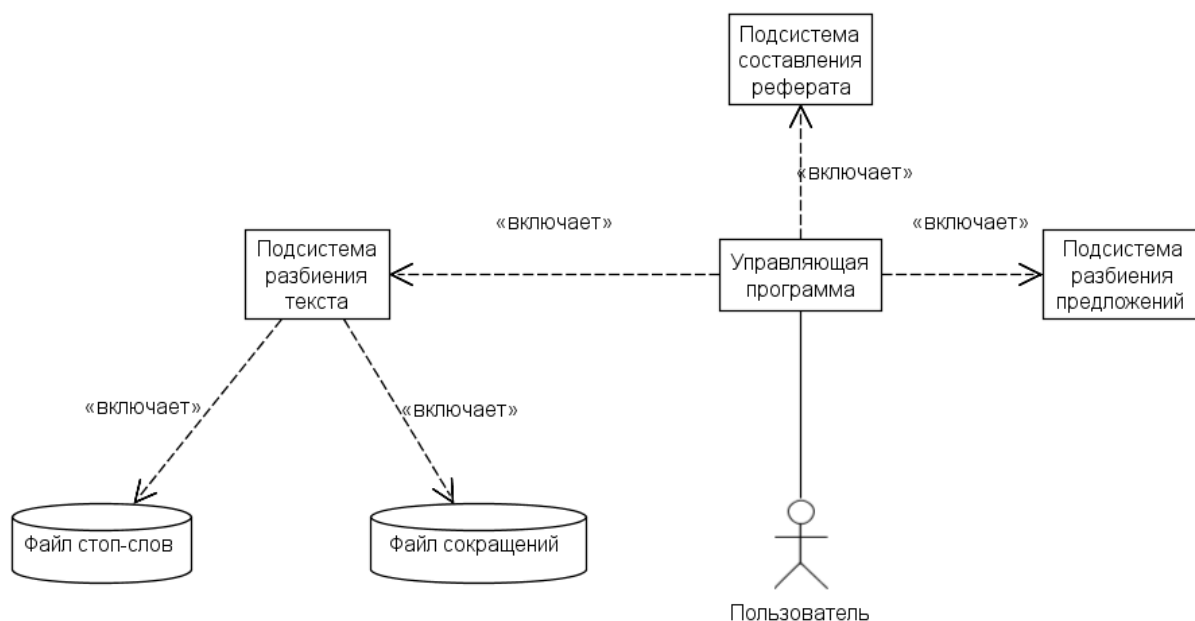 Подсистема
составления
реферата
«включает»
«включает»
«включает»
Подсистема
разбиения
текста
Управляющая
программа
Подсистема
разбиения
предложений
«включает»
«включает»
Файл стоп-слов
Файл сокращений
Пользователь